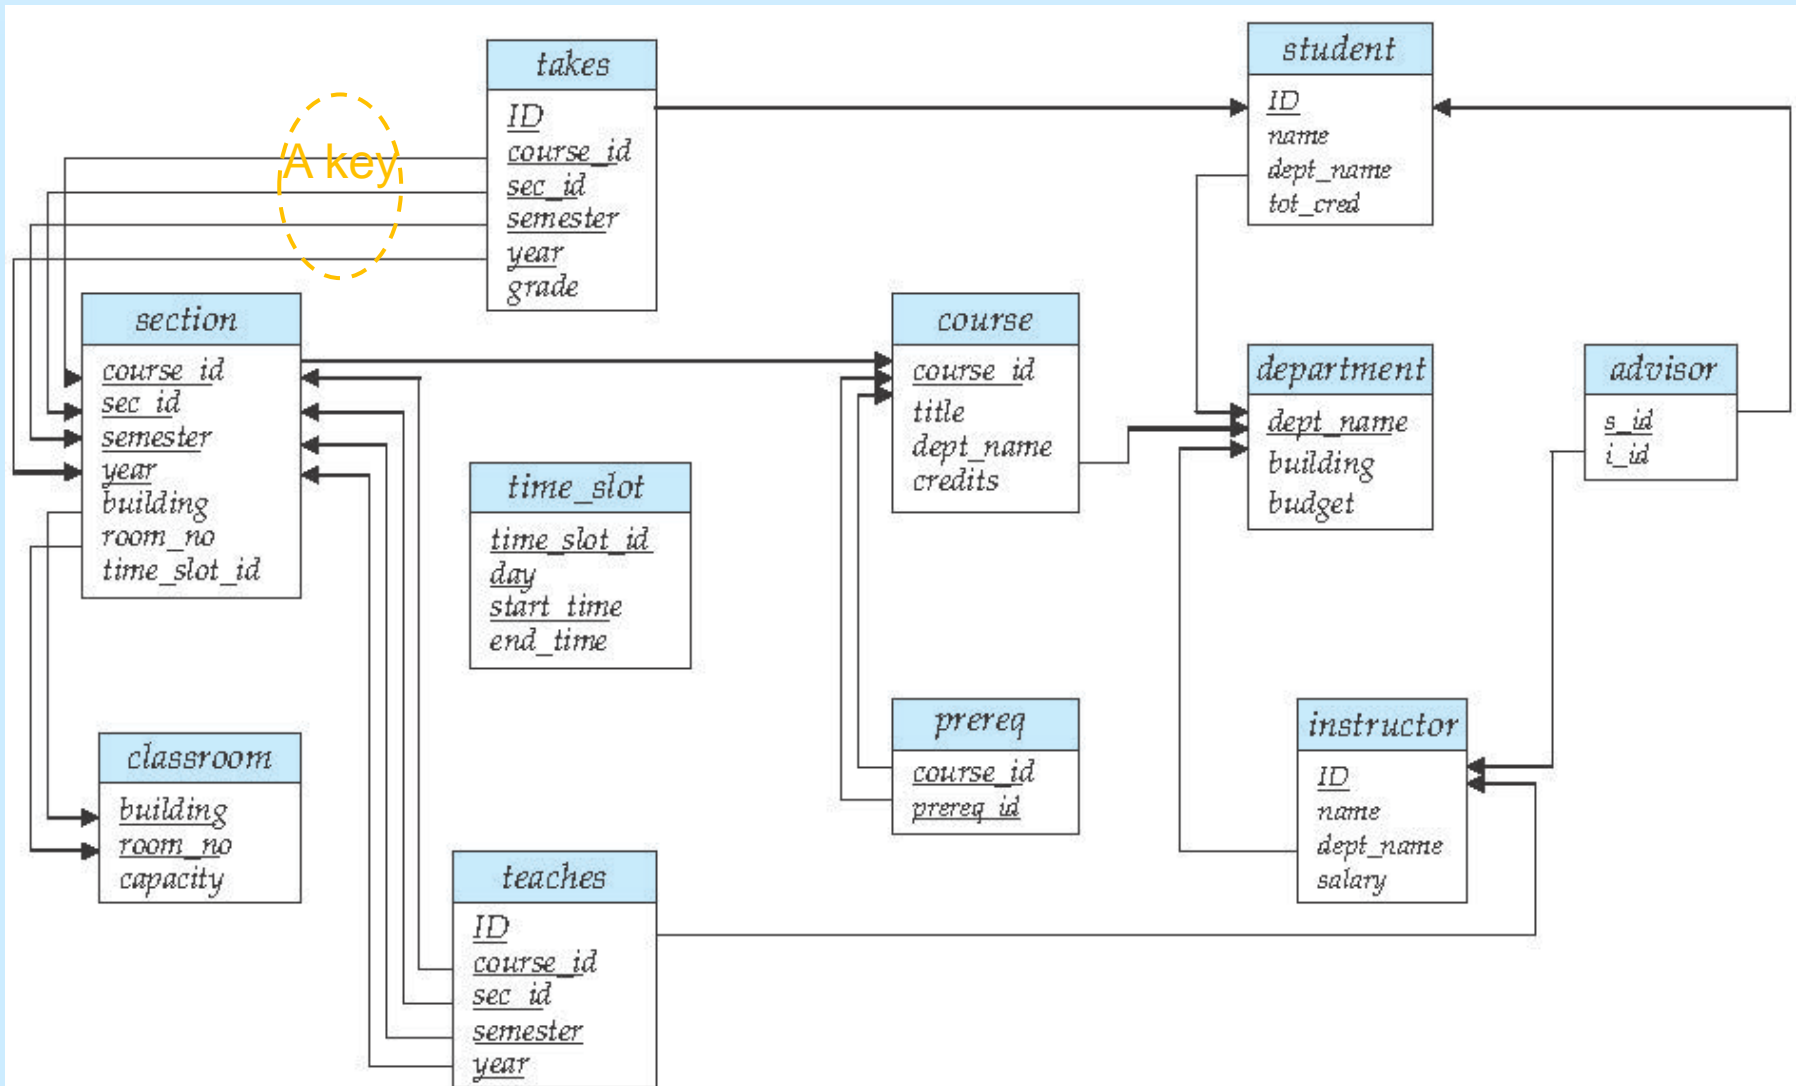 takes
ID
course_id
sec_id
semester
year
grade
student
ID
name
dept_name
tot_cred
A key
section
course_id
sec_id
semester
year
building
room_no
time_slot_id
course
course_id
title
dept_name
credits
department
dept_name
building
budget
advisor
s_id
i_id
time_slot
time_slot_id
day
start_time
end_time
classroom
building
room_no
capacity
prereq
course_id
prereq_id
instructor
ID
name
dept_name
salary
teaches
ID
course_id
sec_id
semester
year